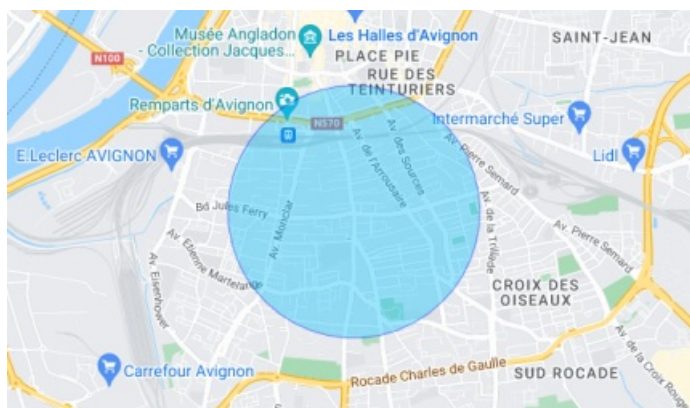 Musée Angladon
- Collection Jacques...
Les Halles d'Avignon
SAINT-JEAN
N100
PLACE PIE
RUE DES
TEINTURIERS
Remparts d'Avignon
N570
Intermarché Super
E.Leclerc AVIGNON
Lidl
Av. des Sources
Av. de l'Arrousaire
Av. Pierre Semard
Bd Jules Ferry
Av. Monclar
Av. de la Trillade
Av. Pierre Semard
Av. Etienne Martelange
Av. Eisenhower
CROIX DES
OISEAUX
Av. de la Croix Rouge
Carrefour Avignon
Rocade Charles de Gaulle
SUD ROCADE